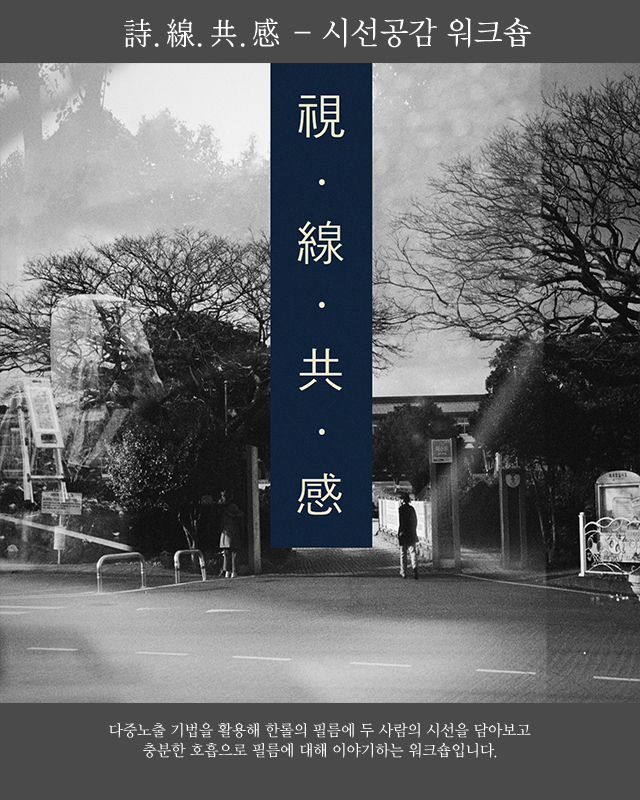 詩.線.共.感 - 시선공감 워크숍
視
·
線
·
共
·
感
다중노출 기법을 활용해 한롤의 필름에 두 사람의 시선을 담아보고
충분한 호흡으로 필름에 대해 이야기하는 워크숍입니다.